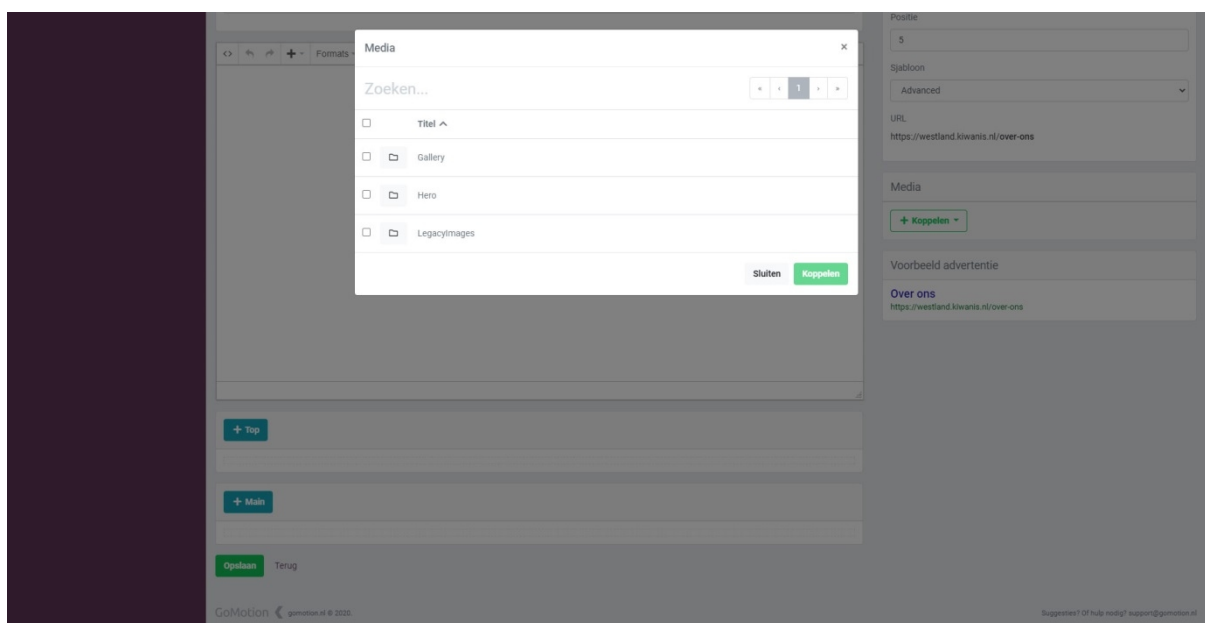 Positie
5
Sjabloon
Advanced
URL
https://westland.kiwanis.nl/over-ons
Formats
Media
×
Zoeken...
« ‹ 1 › »
Titel
Gallery
Hero
LegacyImages
Sluiten Koppelen
Media
+ Koppelen
Voorbeeld advertentie
Over ons
https://westland.kiwanis.nl/over-ons
+ Top
+ Main
Opslaan Terug
GoMotion gomotion.nl © 2020.
Suggesties? Of hulp nodig? support@gomotion.nl